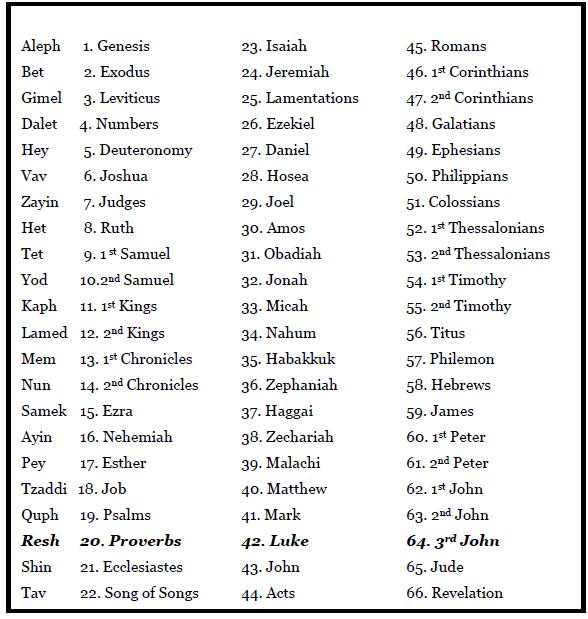 Aleph 1. Genesis 23. Isaiah 45. Romans
Bet 2. Exodus 24. Jeremiah 46. 1st Corinthians
Gimel 3. Leviticus 25. Lamentations 47. 2nd Corinthians
Dalet 4. Numbers 26. Ezekiel 48. Galatians
Hey 5. Deuteronomy 27. Daniel 49. Ephesians
Vav 6. Joshua 28. Hosea 50. Philippians
Zayin 7. Judges 29. Joel 51. Colossians
Het 8. Ruth 30. Amos 52. 1st Thessalonians
Tet 9. 1 st Samuel 31. Obadiah 53. 2nd Thessalonians
Yod 10.2nd Samuel 32. Jonah 54. 1st Timothy
Kaph 11. 1st Kings 33. Micah 55. 2nd Timothy
Lamed 12. 2nd Kings 34. Nahum 56. Titus
Mem 13. 1st Chronicles 35. Habakkuk 57. Philemon
Nun 14. 2nd Chronicles 36. Zephaniah 58. Hebrews
Samek 15. Ezra 37. Haggai 59. James
Ayin 16. Nehemiah 38. Zechariah 60. 1st Peter
Pey 17. Esther 39. Malachi 61. 2nd Peter
Tzaddi 18. Job 40. Matthew 62. 1st John
Quph 19. Psalms 41. Mark 63. 2nd John
Resh 20. Proverbs 42. Luke 64. 3rd John
Shin 21. Ecclesiastes 43. John 65. Jude
Tav 22. Song of Songs 44. Acts 66. Revelation